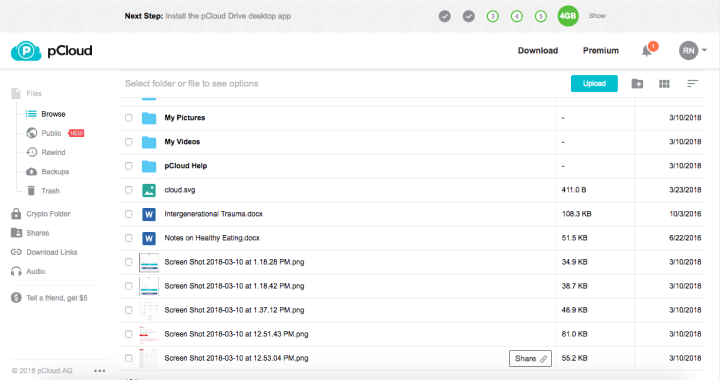 Next Step: Install the pCloud Drive desktop app
3 4 5 4GB Show
P pCloud
Download Premium 1 RN
Select folder or file to see options
Upload
Files
Browse
Public NEW
Rewind
Backups
Trash
Crypto Folder
Shares
Download Links
Audio
$ Tell a friend, get $5
© 2018 pCloud AG
My Pictures - 3/10/2018
My Videos - 3/10/2018
pCloud Help - 3/10/2018
cloud.svg 411.0 B 3/23/2018
W Intergenerational Trauma.docx 108.3 KB 10/3/2016
W Notes on Healthy Eating.docx 51.5 KB 6/22/2016
Screen Shot 2018-03-10 at 1.18.28 PM.png 34.9 KB 3/10/2018
Screen Shot 2018-03-10 at 1.18.42 PM.png 38.7 KB 3/10/2018
Screen Shot 2018-03-10 at 1.37.12 PM.png 46.9 KB 3/10/2018
Screen Shot 2018-03-10 at 12.51.43 PM.png 81.0 KB 3/10/2018
Screen Shot 2018-03-10 at 12.53.04 PM.png Share 55.2 KB 3/10/2018